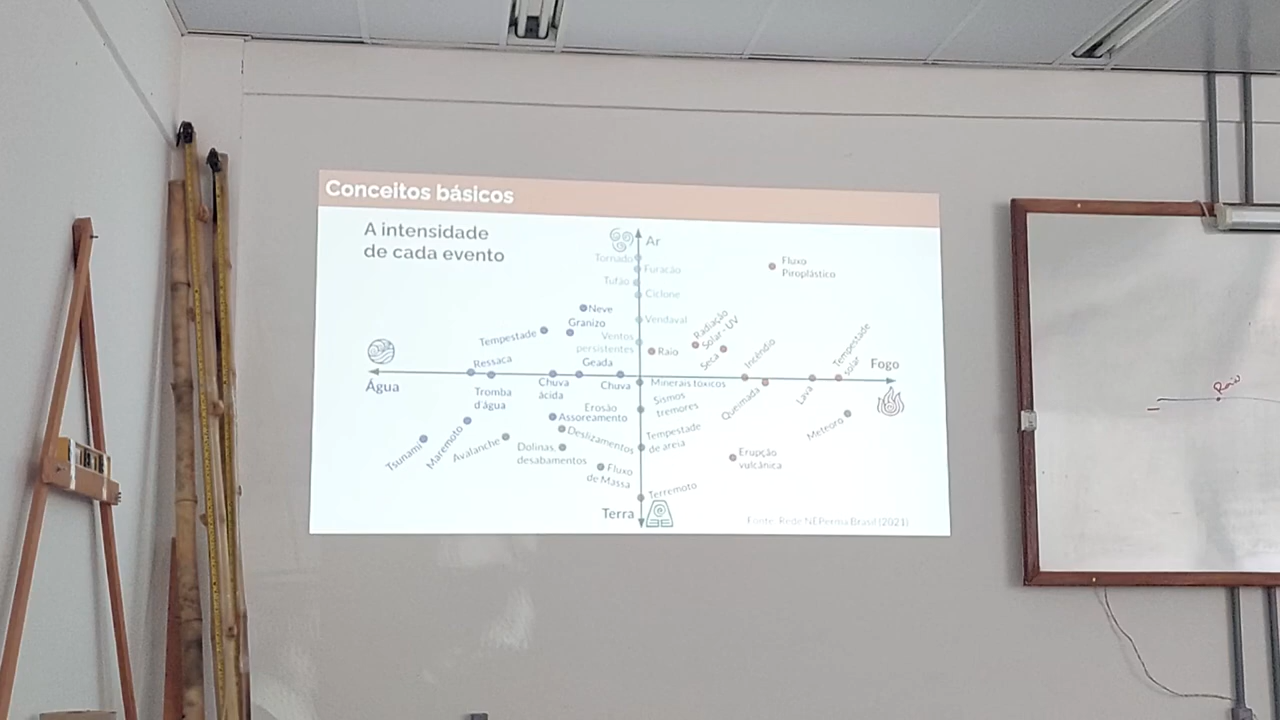 Conceitos básicos
A intensidade
de cada evento
Ar
Tornado
Furacão
Tufão
Ciclone
Vendaval
Ventos
persistentes
Fluxo
Piroplástico
Neve
Granizo
Tempestade
Raio
Radiação
Solar - UV
Seca
Incêndio
Tempestade
solar
Fogo
Água
Ressaca
Geada
Tromba
d'água
Chuva
ácida
Chuva
Minerais tóxicos
Sismos
tremores
Queimada
Lava
Meteoro
Erosão
Assoreamento
Deslizamentos
Tempestade
de areia
Tsunami
Maremoto
Avalanche
Dolinas,
desabamentos
Fluxo
de Massa
Erupção
vulcânica
Terremoto
Terra
Fonte: Rede NEPerma Brasil (2021)
Raio